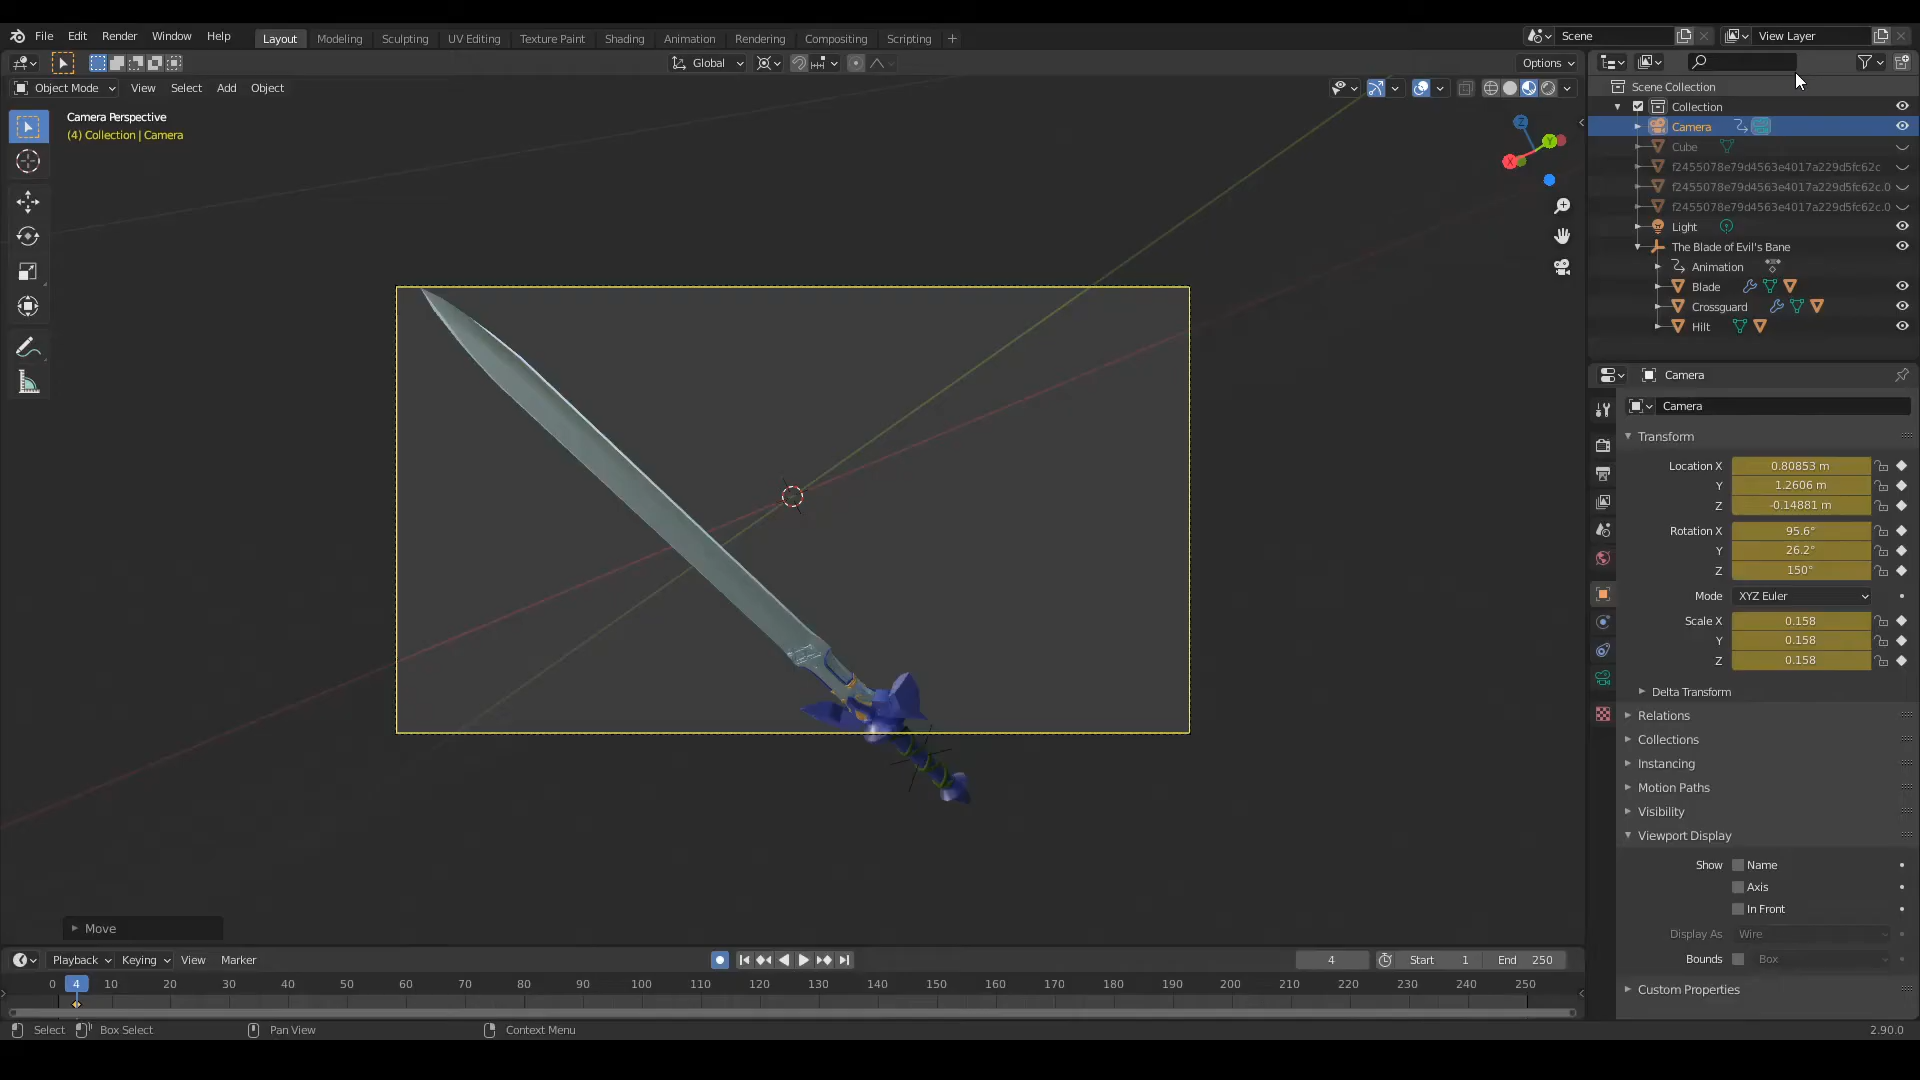 File Edit Render Window Help Layout Modeling Sculpting UV Editing Texture Paint Shading Animation Rendering Compositing Scripting + Scene View Layer
Global Options
Object Mode View Select Add Object
Camera Perspective
(4) Collection | Camera
Z
Y
X
Scene Collection
Collection
Camera
Cube
f2455078e79d4563e4017a229d5fc62c
f2455078e79d4563e4017a229d5fc62c.0
f2455078e79d4563e4017a229d5fc62c.0
Light
The Blade of Evil's Bane
Animation
Blade
Crossguard
Hilt
Camera
Camera
Transform
Location X 0.80853 m
Y 1.2606 m
Z -0.14881 m
Rotation X 95.6°
Y 26.2°
Z 150°
Mode XYZ Euler
Scale X 0.158
Y 0.158
Z 0.158
Delta Transform
Relations
Collections
Instancing
Motion Paths
Visibility
Viewport Display
Show Name
Axis
In Front
Display As Wire
Bounds Box
Custom Properties
Move
Playback Keying View Marker 4 Start 1 End 250
0 4 10 20 30 40 50 60 70 80 90 100 110 120 130 140 150 160 170 180 190 200 210 220 230 240 250
Select Box Select Pan View Context Menu 2.90.0